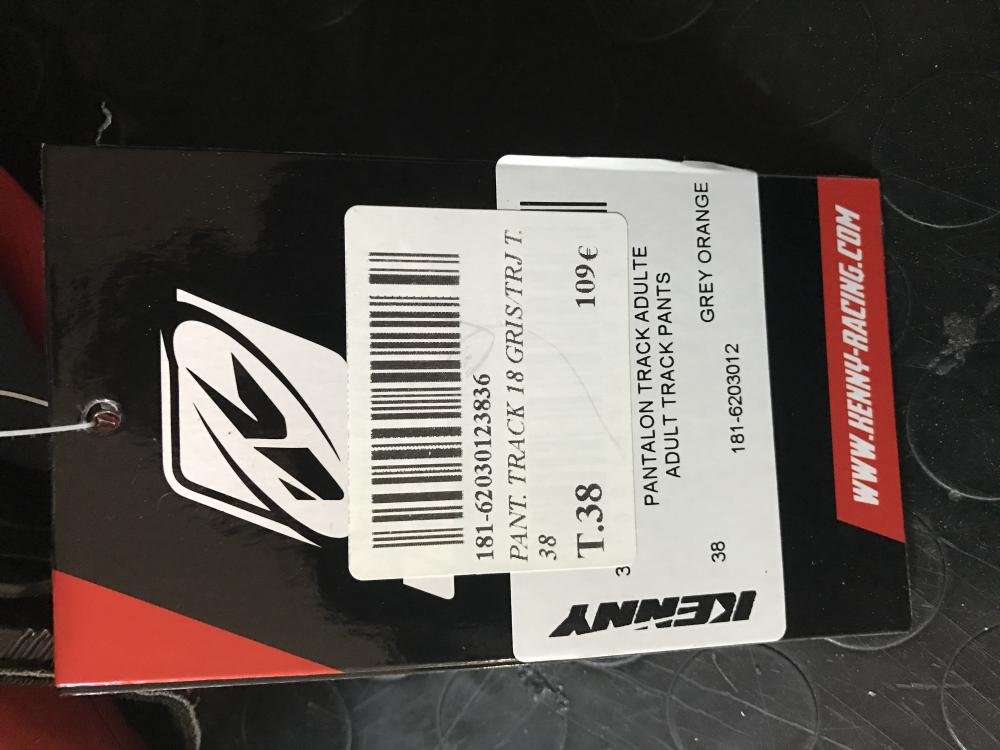 181-62030123836
PANT. TRACK 18 GRIS/TRJ T.
38
T.38 109€
3
PANTALON TRACK ADULTE
ADULT TRACK PANTS
38 GREY ORANGE
181-6203012
KENNY
WWW.KENNY-RACING.COM